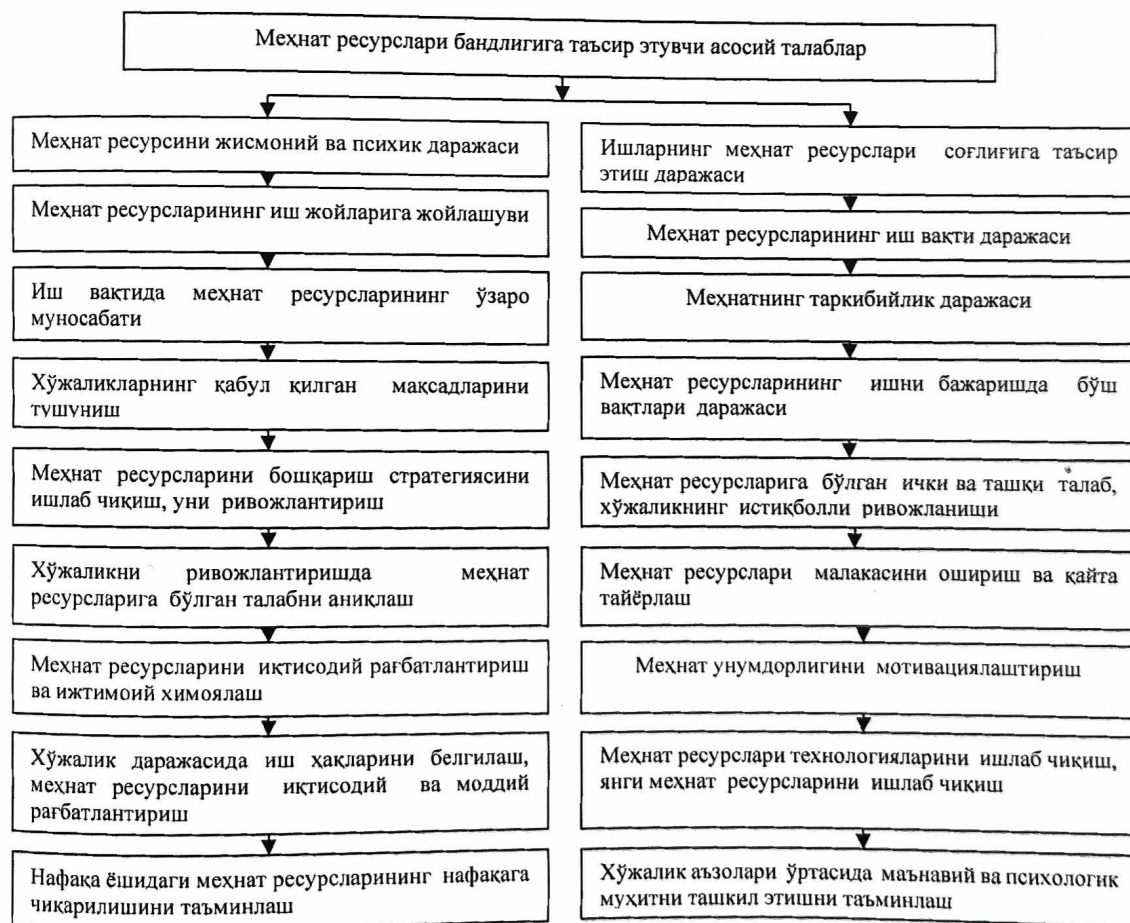 Меҳнат ресурслари бандлигига таъсир этувчи асосий талаблар
Меҳнат ресурсини жисмоний ва психик даражаси
Меҳнат ресурсларининг иш жойларига жойлашуви
Иш вақтида меҳнат ресурсларининг ўзаро
муносабати
Хўжаликларнинг қабул қилган мақсадларини
тушуниш
Меҳнат ресурсларини бошқариш стратегиясини
ишлаб чиқиш, уни ривожлантириш
Хўжаликни ривожлантиришда меҳнат
ресурсларига бўлган талабни аниқлаш
Меҳнат ресурсларини иқтисодий рағбатлантириш
ва ижтимоий химоялаш
Хўжалик даражасида иш ҳақларини белгилаш,
меҳнат ресурсларини иқтисодий ва моддий
рағбатлантириш
Нафақа ёшидаги меҳнат ресурсларининг нафақага
чиқарилишини таъминлаш
Ишларнинг меҳнат ресурслари соғлиғига таъсир
этиш даражаси
Меҳнат ресурсларининг иш вақти даражаси
Меҳнатнинг таркибийлик даражаси
Меҳнат ресурсларининг ишни бажаришда бўш
вақтлари даражаси
Меҳнат ресурсларига бўлган ички ва ташқи талаб,
хўжаликнинг истиқболли ривожланиши
Меҳнат ресурслари малакасини ошириш ва қайта
тайёрлаш
Меҳнат унумдорлигини мотивациялаштириш
Меҳнат ресурслари технологияларини ишлаб чиқиш,
янги меҳнат ресурсларини ишлаб чиқиш
Хўжалик аъзолари ўртасида маънавий ва психологик
муҳитни ташкил этишни таъминлаш